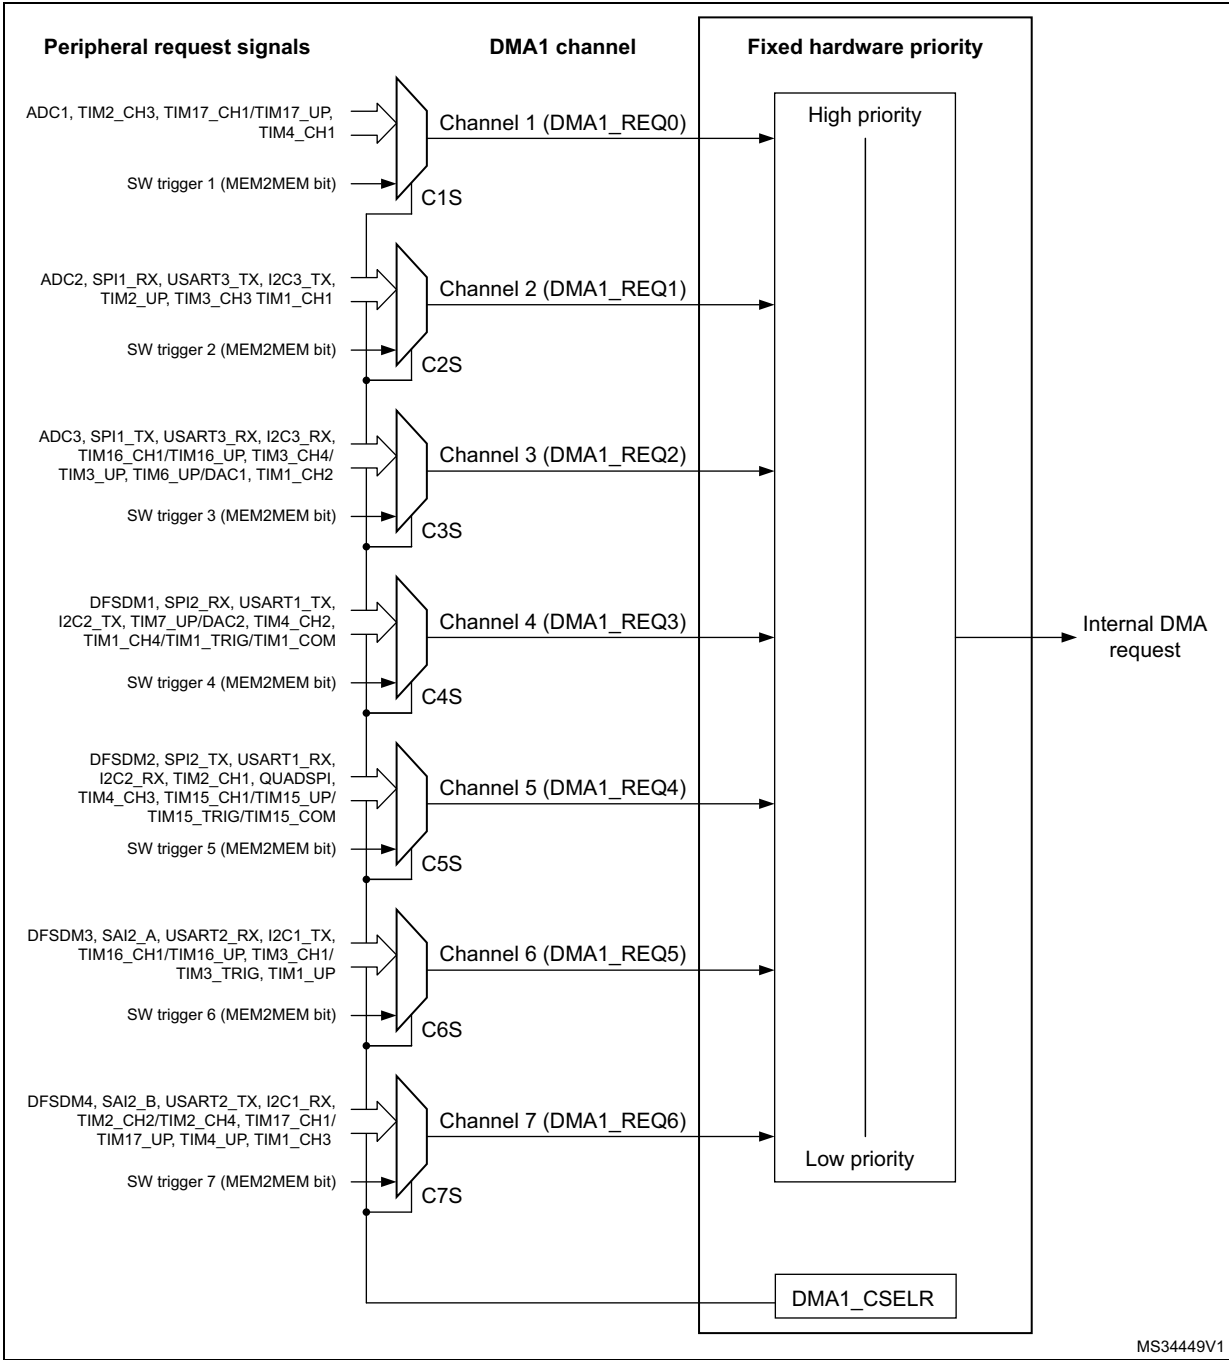 Peripheral request signals
DMA1 channel
Fixed hardware priority
ADC1, TIM2_CH3, TIM17_CH1/TIM17_UP,
TIM4_CH1
SW trigger 1 (MEM2MEM bit)
C1S
Channel 1 (DMA1_REQ0)
High priority
ADC2, SPI1_RX, USART3_TX, I2C3_TX,
TIM2_UP, TIM3_CH3 TIM1_CH1
SW trigger 2 (MEM2MEM bit)
C2S
Channel 2 (DMA1_REQ1)
ADC3, SPI1_TX, USART3_RX, I2C3_RX,
TIM16_CH1/TIM16_UP, TIM3_CH4/
TIM3_UP, TIM6_UP/DAC1, TIM1_CH2
SW trigger 3 (MEM2MEM bit)
C3S
Channel 3 (DMA1_REQ2)
DFSDM1, SPI2_RX, USART1_TX,
I2C2_TX, TIM7_UP/DAC2, TIM4_CH2,
TIM1_CH4/TIM1_TRIG/TIM1_COM
SW trigger 4 (MEM2MEM bit)
C4S
Channel 4 (DMA1_REQ3)
Internal DMA
request
DFSDM2, SPI2_TX, USART1_RX,
I2C2_RX, TIM2_CH1, QUADSPI,
TIM4_CH3, TIM15_CH1/TIM15_UP/
TIM15_TRIG/TIM15_COM
SW trigger 5 (MEM2MEM bit)
C5S
Channel 5 (DMA1_REQ4)
DFSDM3, SAI2_A, USART2_RX, I2C1_TX,
TIM16_CH1/TIM16_UP, TIM3_CH1/
TIM3_TRIG, TIM1_UP
SW trigger 6 (MEM2MEM bit)
C6S
Channel 6 (DMA1_REQ5)
DFSDM4, SAI2_B, USART2_TX, I2C1_RX,
TIM2_CH2/TIM2_CH4, TIM17_CH1/
TIM17_UP, TIM4_UP, TIM1_CH3
SW trigger 7 (MEM2MEM bit)
C7S
Channel 7 (DMA1_REQ6)
Low priority
DMA1_CSELR
MS34449V1